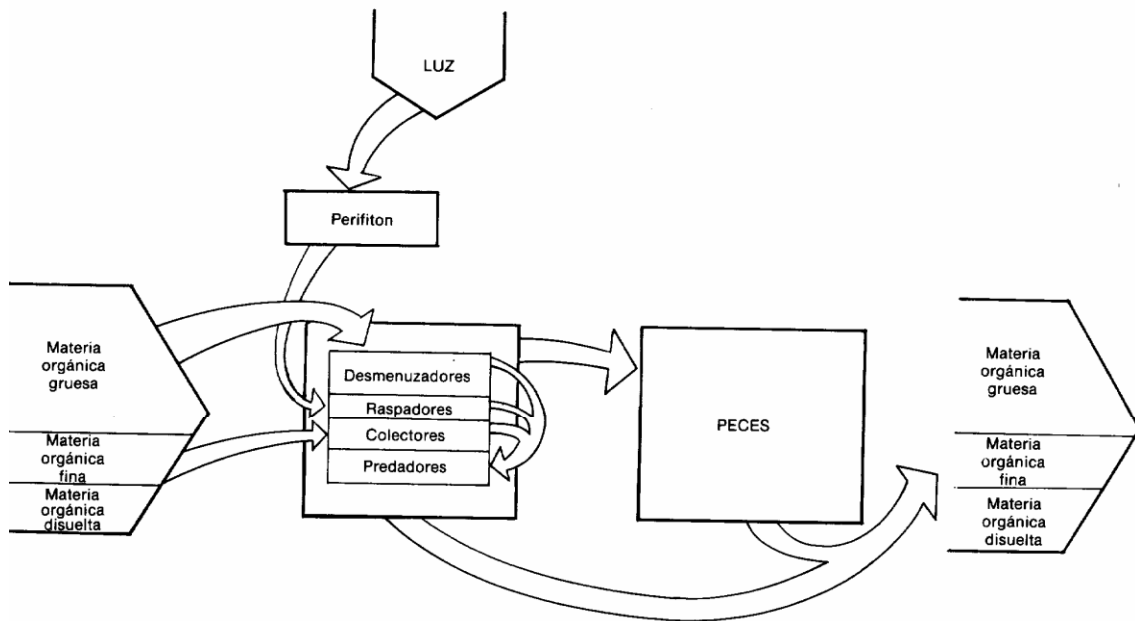 LUZ
Perifiton
Materia
orgánica
gruesa
Materia
orgánica
fina
Materia
orgánica
disuelta
Desmenuzadores
Raspadores
Colectores
Predadores
PECES
Materia
orgánica
gruesa
Materia
orgánica
fina
Materia
orgánica
disuelta